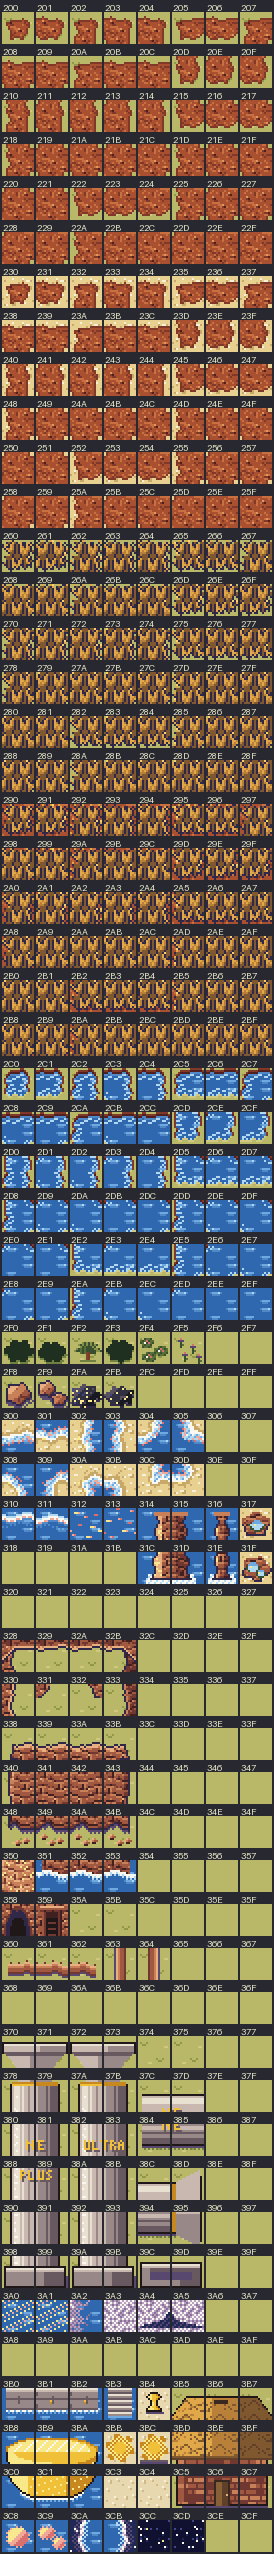 200 201 202 203 204 205 206 207
208 209 20A 20B 20C 20D 20E 20F
210 211 212 213 214 215 216 217
218 219 21A 21B 21C 21D 21E 21F
220 221 222 223 224 225 226 227
228 229 22A 22B 22C 22D 22E 22F
230 231 232 233 234 235 236 237
238 239 23A 23B 23C 23D 23E 23F
240 241 242 243 244 245 246 247
248 249 24A 24B 24C 24D 24E 24F
250 251 252 253 254 255 256 257
258 259 25A 25B 25C 25D 25E 25F
260 261 262 263 264 265 266 267
268 269 26A 26B 26C 26D 26E 26F
270 271 272 273 274 275 276 277
278 279 27A 27B 27C 27D 27E 27F
280 281 282 283 284 285 286 287
288 289 28A 28B 28C 28D 28E 28F
290 291 292 293 294 295 296 297
298 299 29A 29B 29C 29D 29E 29F
2A0 2A1 2A2 2A3 2A4 2A5 2A6 2A7
2A8 2A9 2AA 2AB 2AC 2AD 2AE 2AF
2B0 2B1 2B2 2B3 2B4 2B5 2B6 2B7
2B8 2B9 2BA 2BB 2BC 2BD 2BE 2BF
2C0 2C1 2C2 2C3 2C4 2C5 2C6 2C7
2C8 2C9 2CA 2CB 2CC 2CD 2CE 2CF
2D0 2D1 2D2 2D3 2D4 2D5 2D6 2D7
2D8 2D9 2DA 2DB 2DC 2DD 2DE 2DF
2E0 2E1 2E2 2E3 2E4 2E5 2E6 2E7
2E8 2E9 2EA 2EB 2EC 2ED 2EE 2EF
2F0 2F1 2F2 2F3 2F4 2F5 2F6 2F7
2F8 2F9 2FA 2FB 2FC 2FD 2FE 2FF
300 301 302 303 304 305 306 307
308 309 30A 30B 30C 30D 30E 30F
310 311 312 313 314 315 316 317
318 319 31A 31B 31C 31D 31E 31F
320 321 322 323 324 325 326 327
328 329 32A 32B 32C 32D 32E 32F
330 331 332 333 334 335 336 337
338 339 33A 33B 33C 33D 33E 33F
340 341 342 343 344 345 346 347
348 349 34A 34B 34C 34D 34E 34F
350 351 352 353 354 355 356 357
358 359 35A 35B 35C 35D 35E 35F
360 361 362 363 364 365 366 367
368 369 36A 36B 36C 36D 36E 36F
370 371 372 373 374 375 376 377
378 379 37A 37B 37C 37D 37E 37F
380 381 382 383 384 385 386 387
ME ULTRA
388 389 38A 38B 38C 38D 38E 38F
PLUS
390 391 392 393 394 395 396 397
398 399 39A 39B 39C 39D 39E 39F
3A0 3A1 3A2 3A3 3A4 3A5 3A6 3A7
3A8 3A9 3AA 3AB 3AC 3AD 3AE 3AF
3B0 3B1 3B2 3B3 3B4 3B5 3B6 3B7
3B8 3B9 3BA 3BB 3BC 3BD 3BE 3BF
3C0 3C1 3C2 3C3 3C4 3C5 3C6 3C7
3C8 3C9 3CA 3CB 3CC 3CD 3CE 3CF